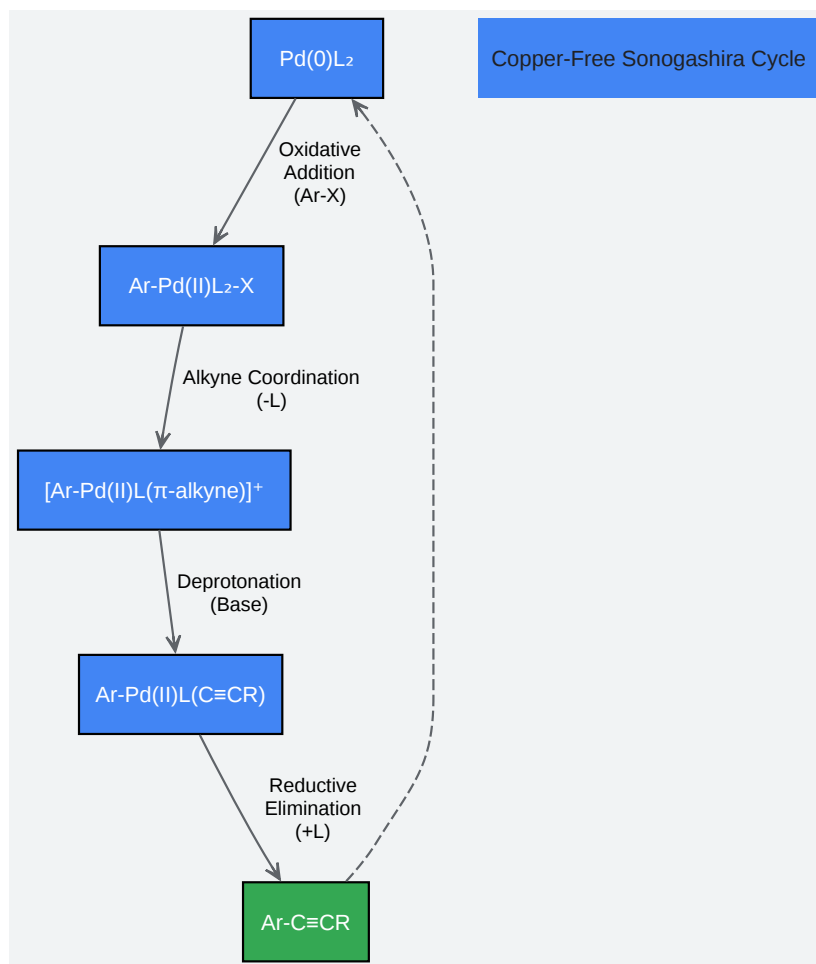 Pd(0)L₂
Copper-Free Sonogashira Cycle
Oxidative
Addition
(Ar-X)
Ar-Pd(II)L₂-X
Alkyne Coordination
(-L)
[Ar-Pd(II)L(π-alkyne)]⁺
Deprotonation
(Base)
Ar-Pd(II)L(C≡CR)
Reductive
Elimination
(+L)
Ar-C≡CR